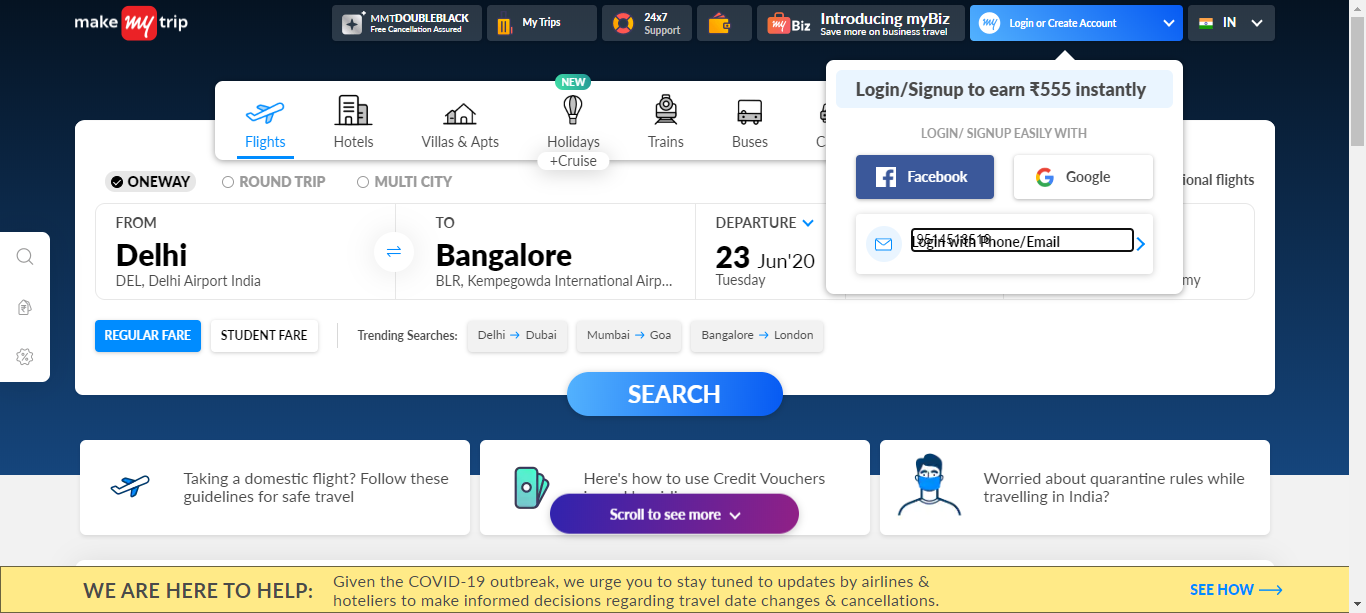 make my trip
MMTDOUBLEBLACK
Free Cancellation Assured
My Trips
24x7
Support
my Biz
Introducing myBiz
Save more on business travel
my
Login or Create Account
IN
Login/Signup to earn ₹555 instantly
LOGIN/ SIGNUP EASILY WITH
Facebook
Google
Login with Phone/Email
NEW
Flights
Hotels
Villas & Apts
Holidays
+Cruise
Trains
Buses
C
ONEWAY
ROUND TRIP
MULTI CITY
ional flights
FROM
Delhi
DEL, Delhi Airport India
TO
Bangalore
BLR, Kempegowda International Airp...
DEPARTURE
23 Jun'20
Tuesday
my
REGULAR FARE
STUDENT FARE
Trending Searches:
Delhi → Dubai
Mumbai → Goa
Bangalore → London
SEARCH
Taking a domestic flight? Follow these
guidelines for safe travel
Here's how to use Credit Vouchers
Scroll to see more
Worried about quarantine rules while
travelling in India?
WE ARE HERE TO HELP:
Given the COVID-19 outbreak, we urge you to stay tuned to updates by airlines &
hoteliers to make informed decisions regarding travel date changes & cancellations.
SEE HOW